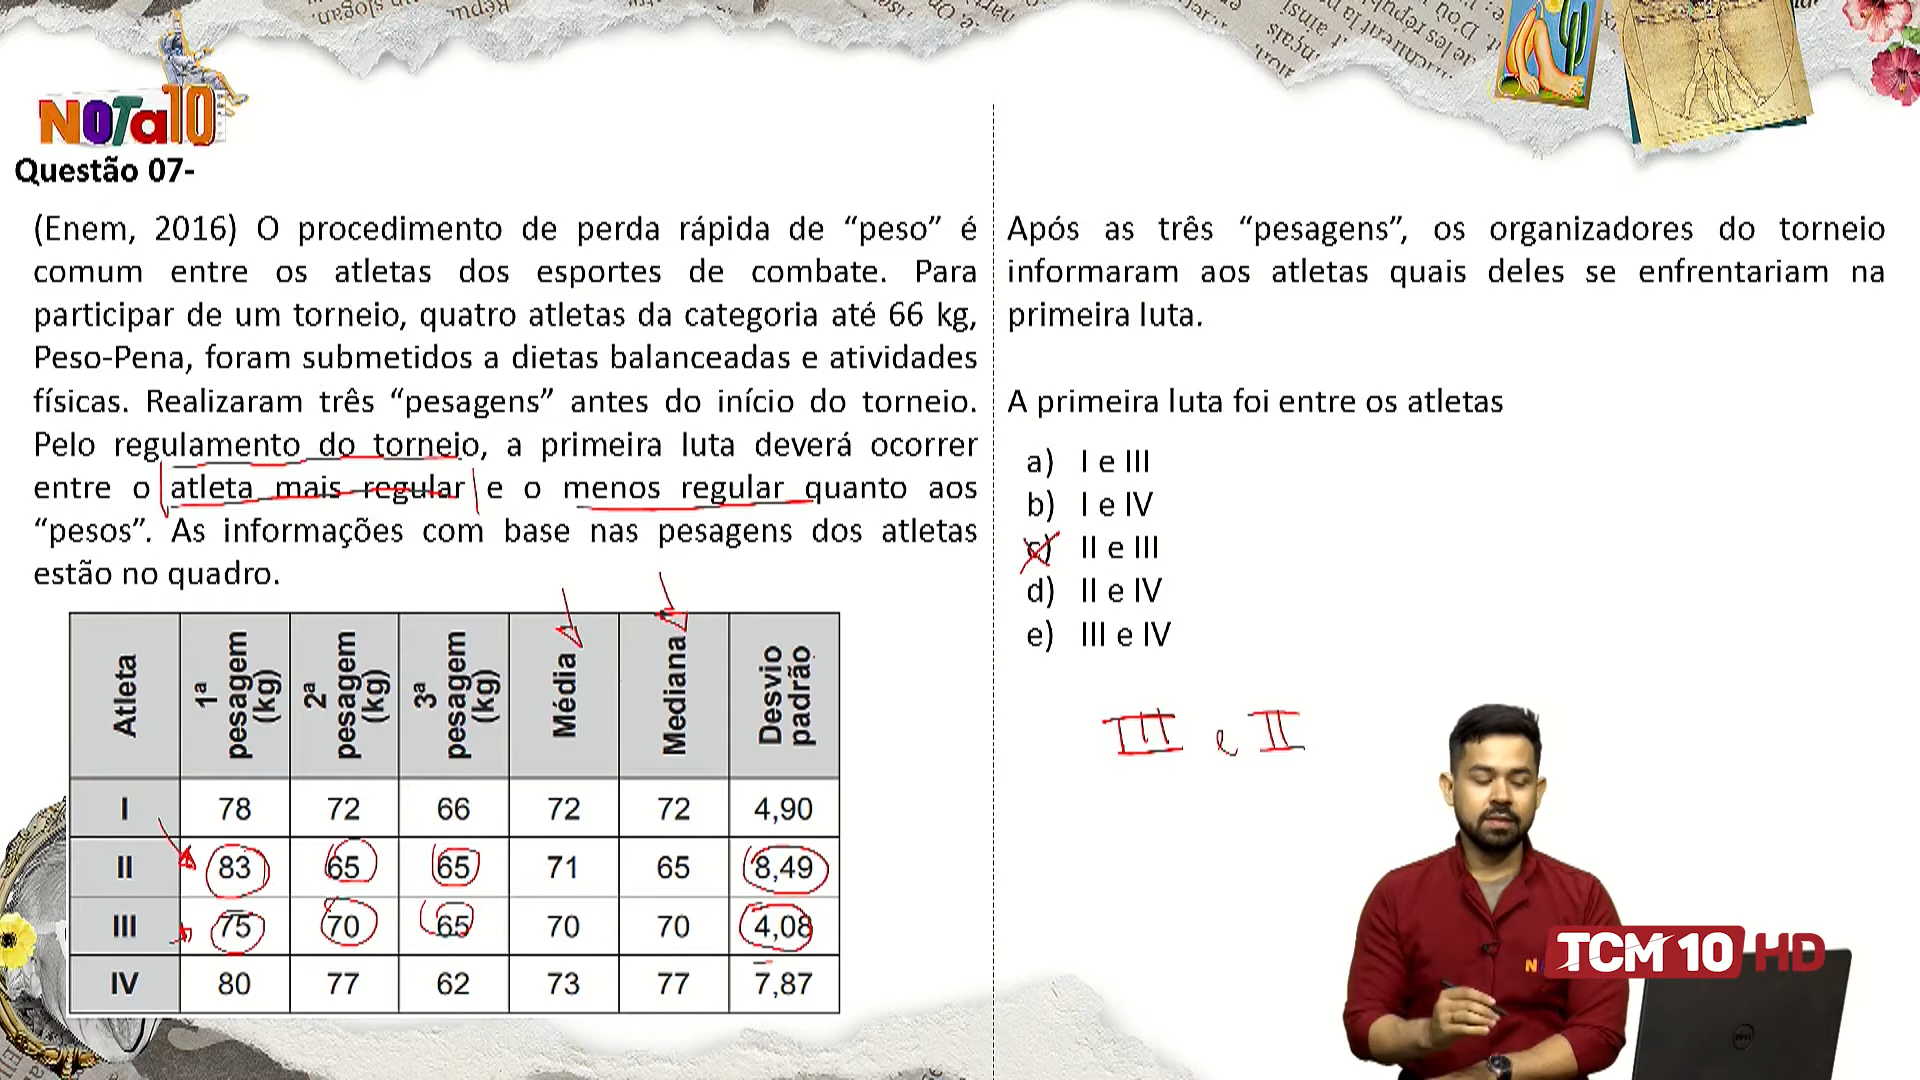 NOTa10
Questão 07-
(Enem, 2016) O procedimento de perda rápida de “peso” é
comum entre os atletas dos esportes de combate. Para
participar de um torneio, quatro atletas da categoria até 66 kg,
Peso-Pena, foram submetidos a dietas balanceadas e atividades
físicas. Realizaram três “pesagens” antes do início do torneio.
Pelo regulamento do torneio, a primeira luta deverá ocorrer
entre o atleta mais regular e o menos regular quanto aos
“pesos”. As informações com base nas pesagens dos atletas
estão no quadro.
Atleta 1ª pesagem (kg) 2ª pesagem (kg) 3ª pesagem (kg) Média Mediana Desvio padrão
I 78 72 66 72 72 4,90
II 83 65 65 71 65 8,49
III 75 70 65 70 70 4,08
IV 80 77 62 73 77 7,87
Após as três “pesagens”, os organizadores do torneio
informaram aos atletas quais deles se enfrentariam na
primeira luta.
A primeira luta foi entre os atletas
a) I e III
b) I e IV
c) II e III
d) II e IV
e) III e IV
III e II
TCM 10 HD